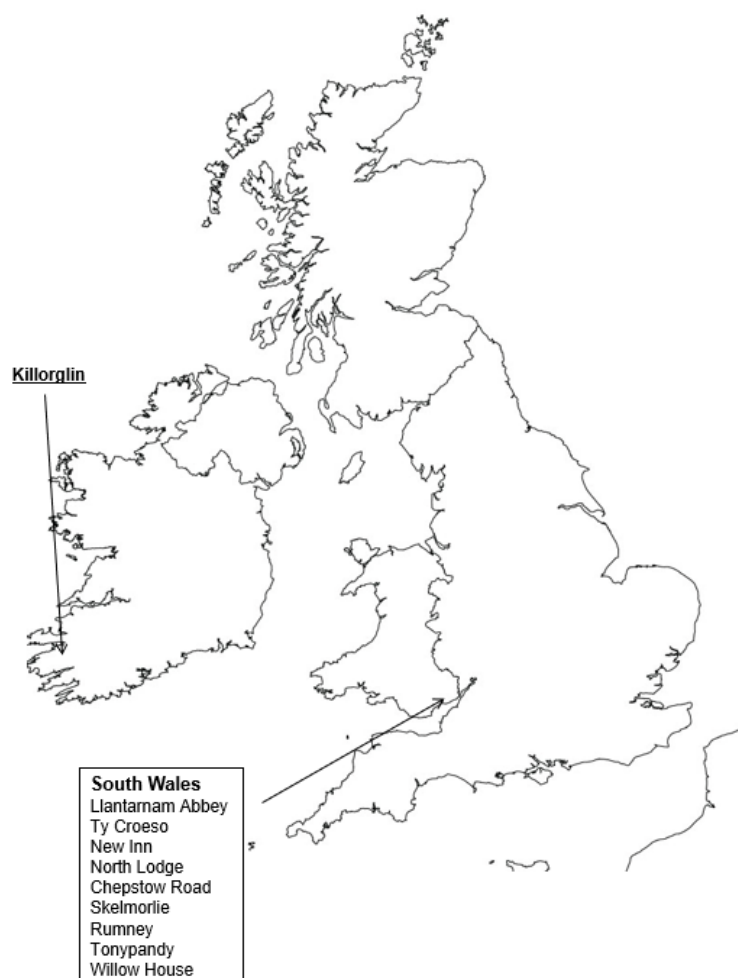 Killorglin
South Wales
Llantarnam Abbey
Ty Croeso
New Inn
North Lodge
Chepstow Road
Skelmorlie
Rumney
Tonypandy
Willow House